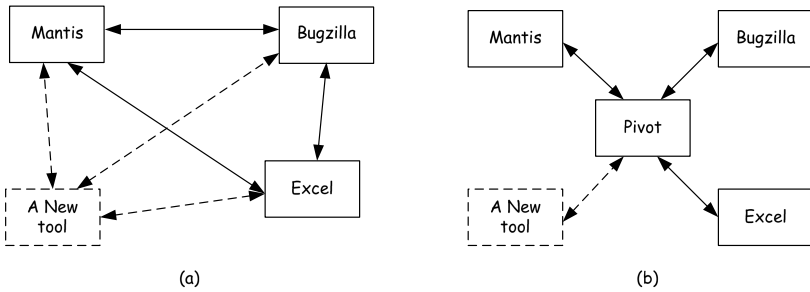 Mantis
Bugzilla
A New
tool
Excel
(a)
Mantis
Bugzilla
Pivot
A New
tool
Excel
(b)